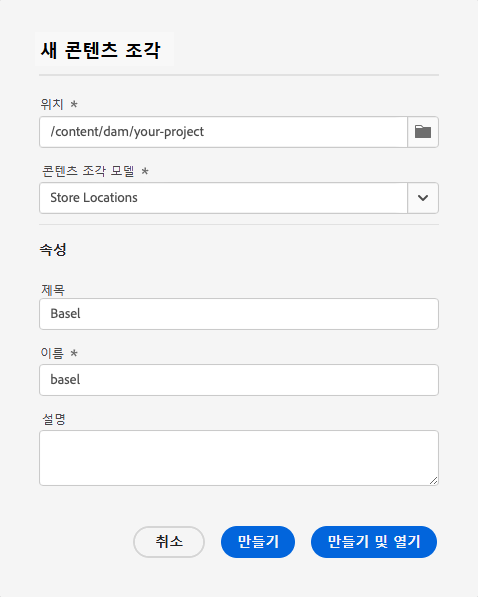 새 콘텐츠 조각
위치 *
/content/dam/your-project
콘텐츠 조각 모델 *
Store Locations
속성
제목
Basel
이름 *
basel
설명
취소 만들기 만들기 및 열기